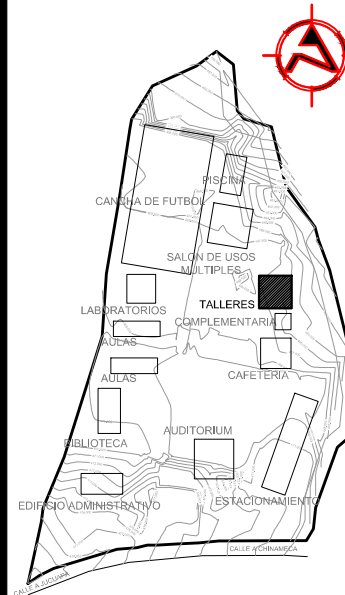 PISCINA
CANCHA DE FUTBOL
SALON DE USOS
MULTIPLES
TALLERES
LABORATORIOS
COMPLEMENTARIA
AULAS
AULAS
CAFETERIA
AUDITORIUM
BIBLIOTECA
EDIFICIO ADMINISTRATIVO
ESTACIONAMIENTO
CALLE A CHINAMECA
CALLE A JUCUAPA